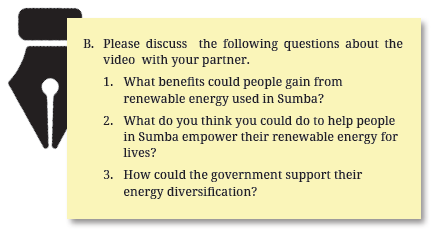 B. Please discuss the following questions about the
video with your partner.
1. What benefits could people gain from
renewable energy used in Sumba?
2. What do you think you could do to help people
in Sumba empower their renewable energy for
lives?
3. How could the government support their
energy diversification?